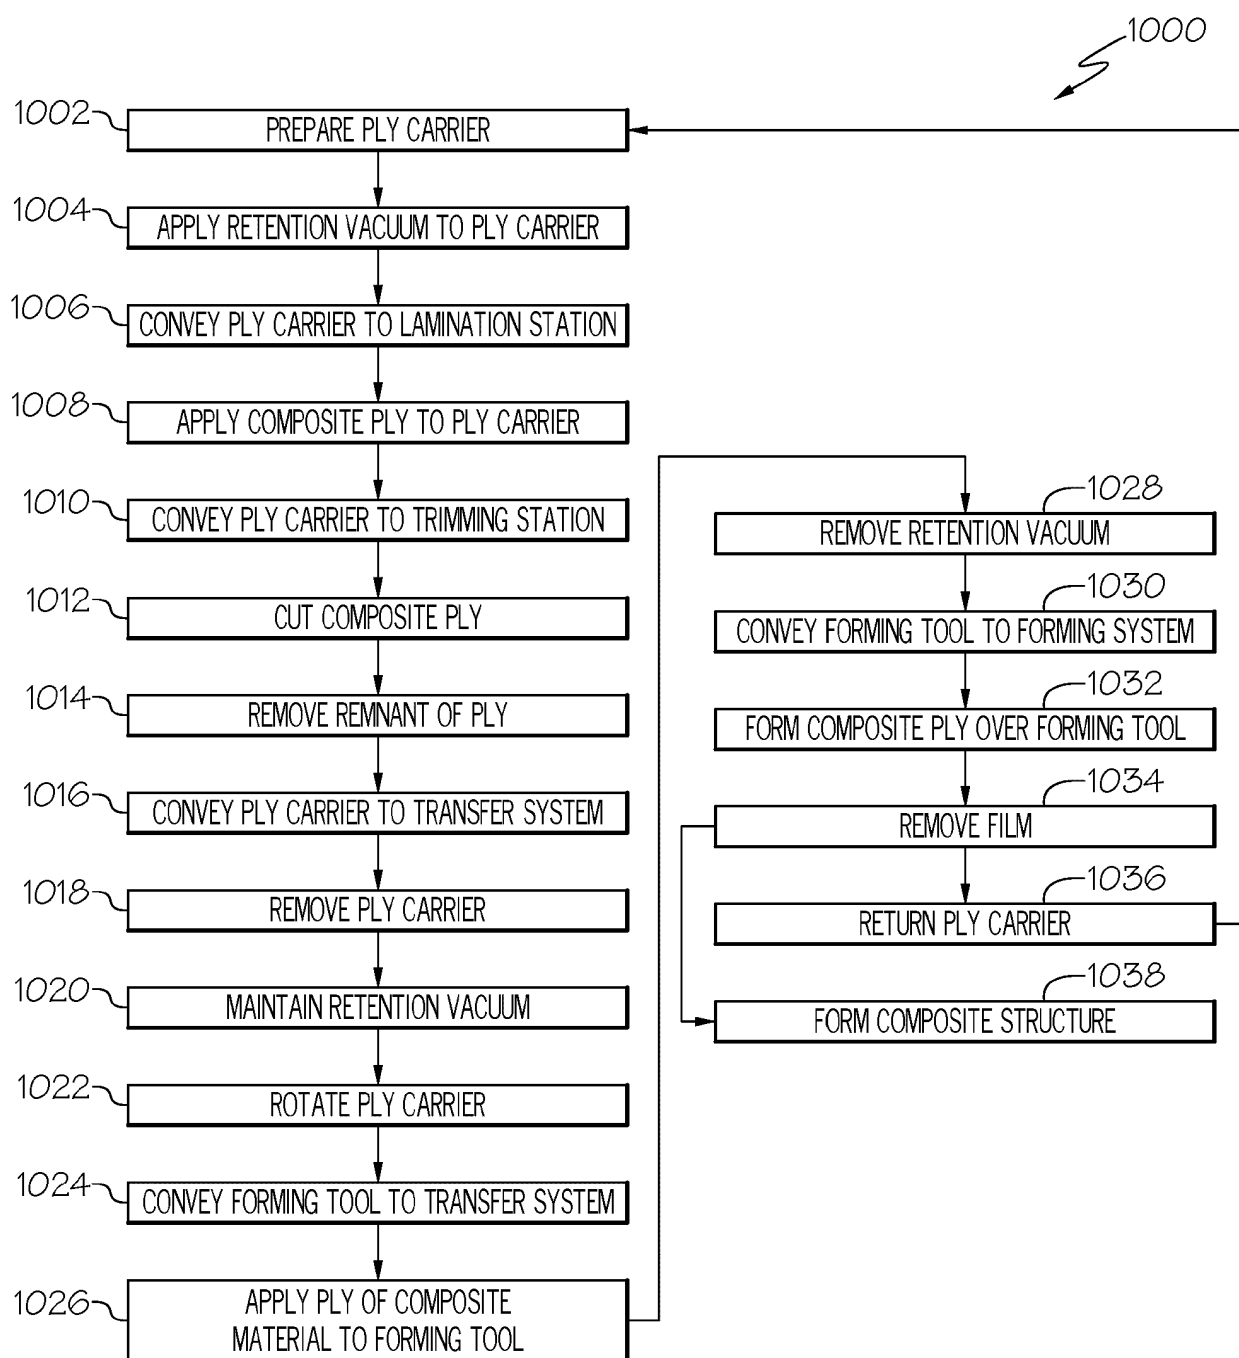 1000
1002
PREPARE PLY CARRIER
1004
APPLY RETENTION VACUUM TO PLY CARRIER
1006
CONVEY PLY CARRIER TO LAMINATION STATION
1008
APPLY COMPOSITE PLY TO PLY CARRIER
1010
CONVEY PLY CARRIER TO TRIMMING STATION
1012
CUT COMPOSITE PLY
1014
REMOVE REMNANT OF PLY
1016
CONVEY PLY CARRIER TO TRANSFER SYSTEM
1018
REMOVE PLY CARRIER
1020
MAINTAIN RETENTION VACUUM
1022
ROTATE PLY CARRIER
1024
CONVEY FORMING TOOL TO TRANSFER SYSTEM
1026
APPLY PLY OF COMPOSITE
MATERIAL TO FORMING TOOL
1028
REMOVE RETENTION VACUUM
1030
CONVEY FORMING TOOL TO FORMING SYSTEM
1032
FORM COMPOSITE PLY OVER FORMING TOOL
1034
REMOVE FILM
1036
RETURN PLY CARRIER
1038
FORM COMPOSITE STRUCTURE